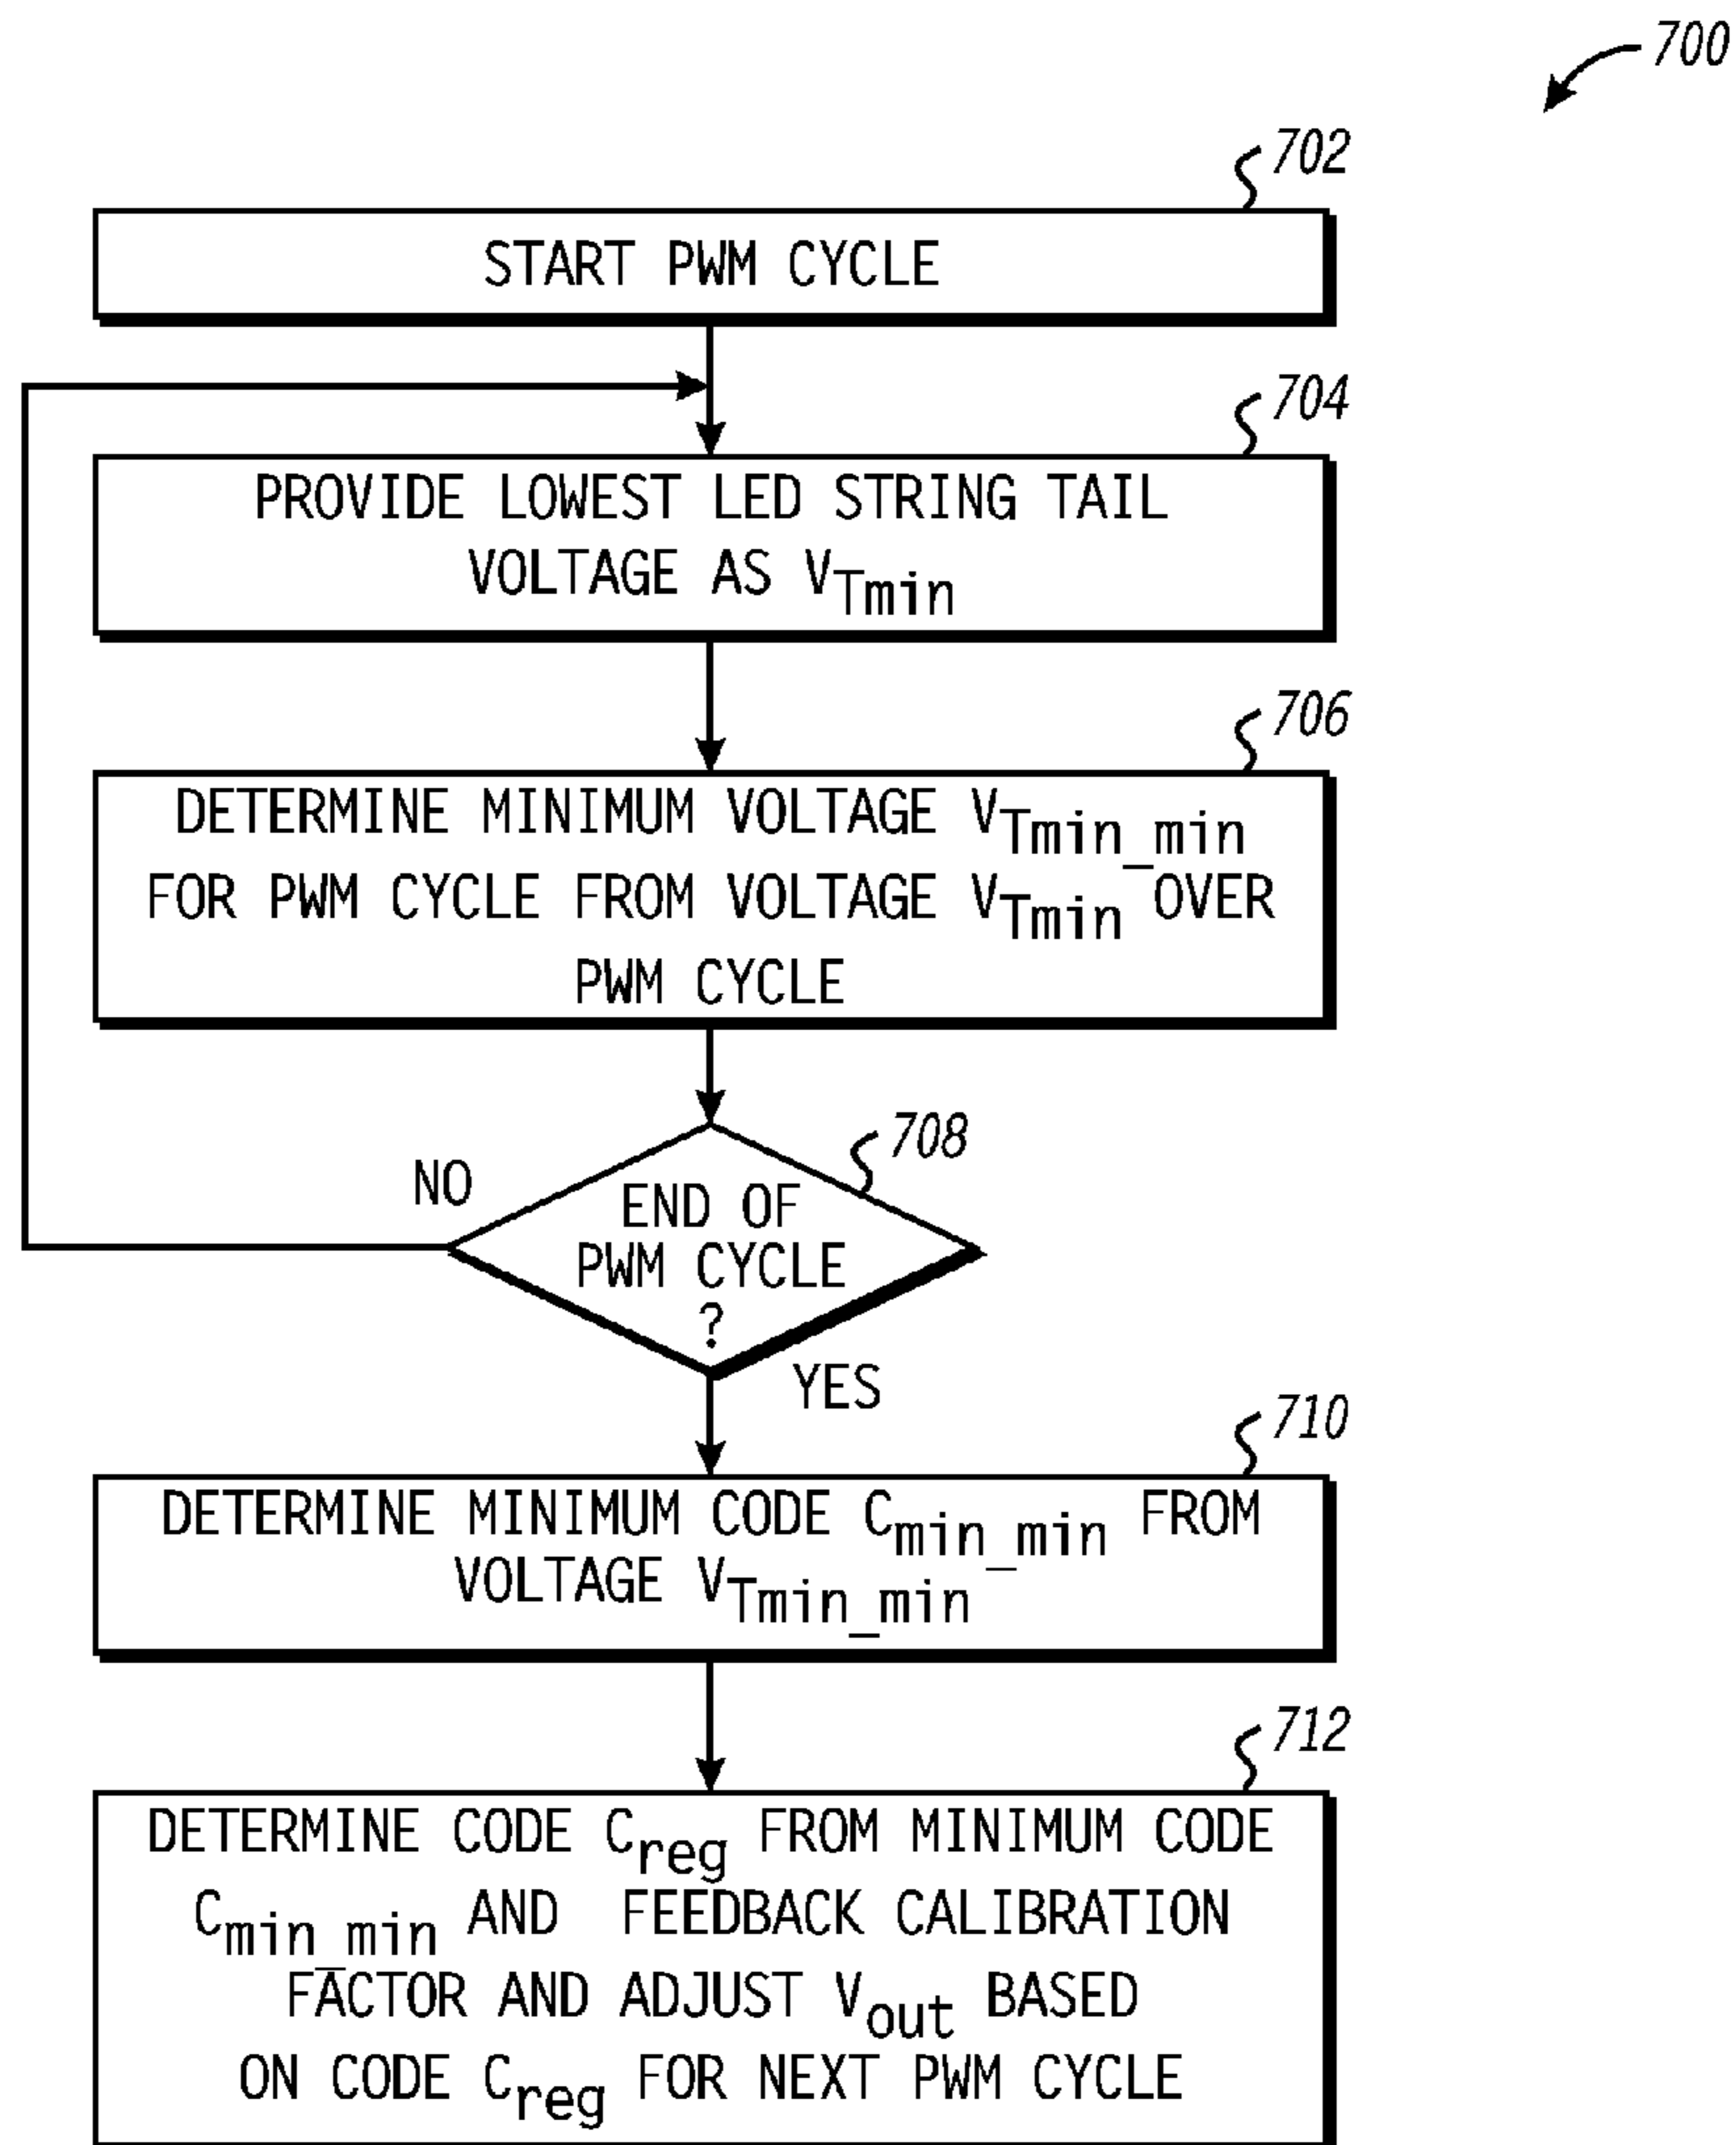 700
702
START PWM CYCLE
704
PROVIDE LOWEST LED STRING TAIL
VOLTAGE AS VTmin
706
DETERMINE MINIMUM VOLTAGE VTmin_min
FOR PWM CYCLE FROM VOLTAGE VTmin OVER
PWM CYCLE
708
NO
END OF
PWM CYCLE
?
YES
710
DETERMINE MINIMUM CODE Cmin_min FROM
VOLTAGE VTmin_min
712
DETERMINE CODE Creg FROM MINIMUM CODE
Cmin_min AND FEEDBACK CALIBRATION
FACTOR AND ADJUST Vout BASED
ON CODE Creg FOR NEXT PWM CYCLE